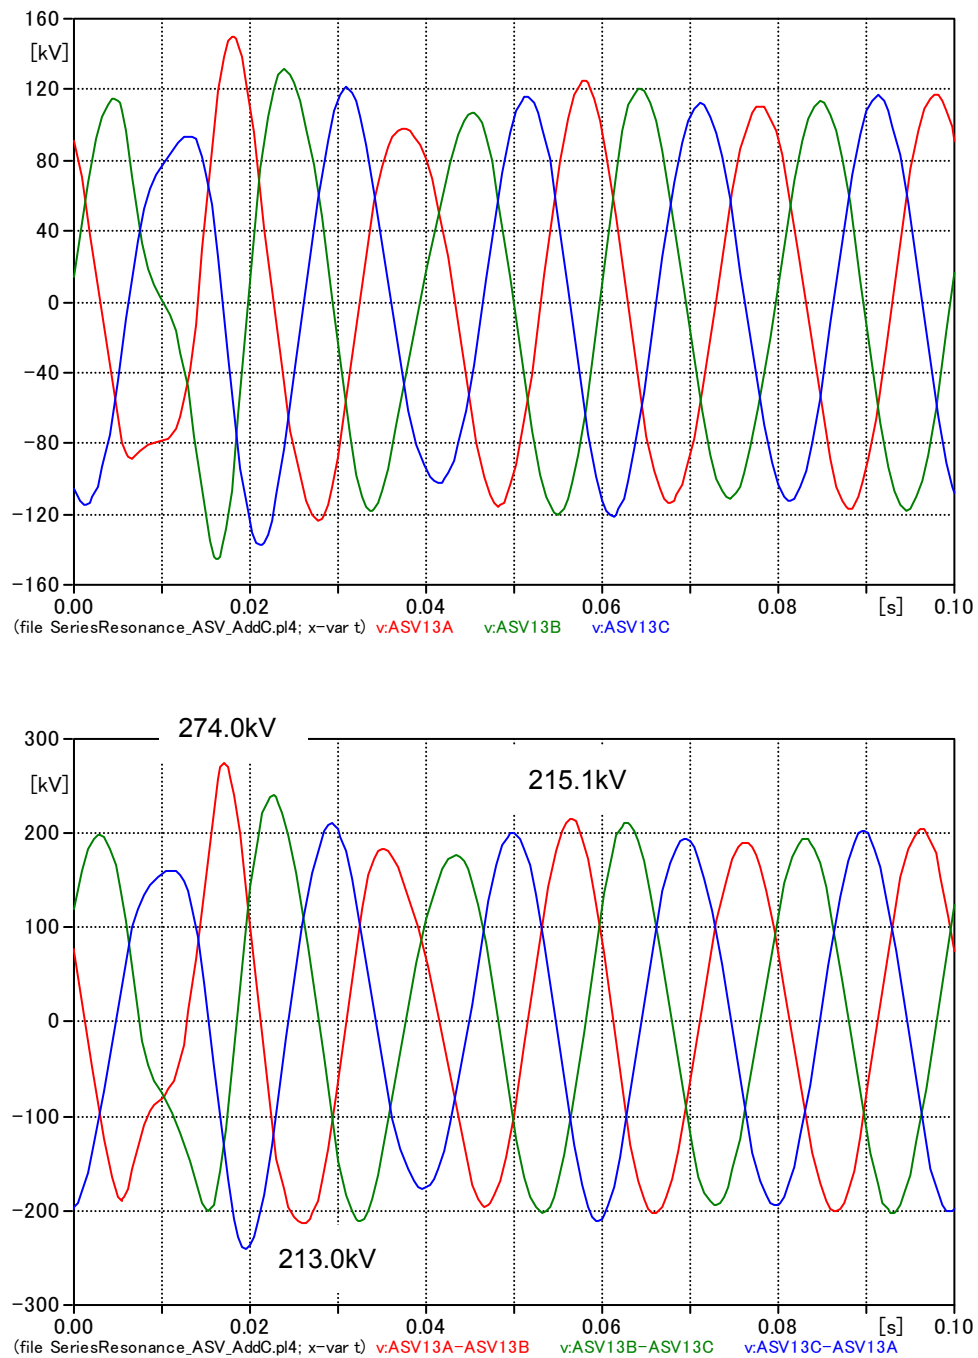 160
[kV]
120
80
40
0
-40
-80
-120
-160
0.00 0.02 0.04 0.06 0.08 [s] 0.10
(file SeriesResonance_ASV_AddC.pl4; x-var t) v:ASV13A v:ASV13B v:ASV13C
274.0kV
300
[kV]
215.1kV
200
100
0
-100
-200
213.0kV
-300
0.00 0.02 0.04 0.06 0.08 [s] 0.10
(file SeriesResonance_ASV_AddC.pl4; x-var t) v:ASV13A-ASV13B v:ASV13B-ASV13C v:ASV13C-ASV13A